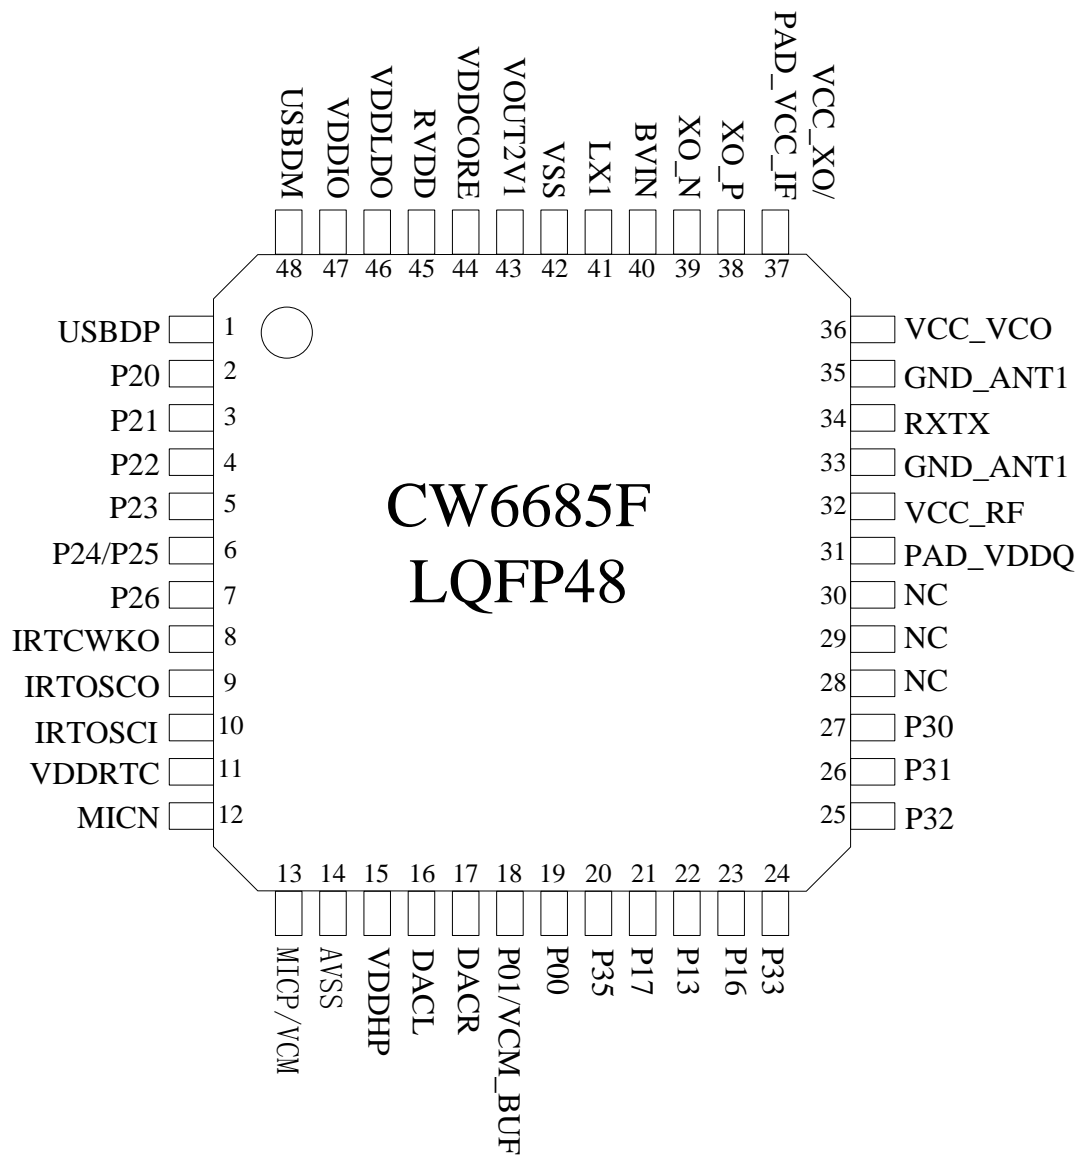 VCC_XO/
PAD_VCC_IF
XO_P
XO_N
BVIN
LX1
VSS
VOUT2V1
VDDCORE
RVDD
VDDLDO
VDDIO
USBDM
48 47 46 45 44 43 42 41 40 39 38 37
USBDP 1
P20 2
P21 3
P22 4
P23 5
P24/P25 6
P26 7
IRTCWKO 8
IRTOSCO 9
IRTOSCI 10
VDDRTC 11
MICN 12
CW6685F
LQFP48
36 VCC_VCO
35 GND_ANT1
34 RXTX
33 GND_ANT1
32 VCC_RF
31 PAD_VDDQ
30 NC
29 NC
28 NC
27 P30
26 P31
25 P32
13 14 15 16 17 18 19 20 21 22 23 24
MICP/VCM
AVSS
VDDHP
DACL
DACR
P01/VCM_BUF
P00
P35
P17
P13
P16
P33